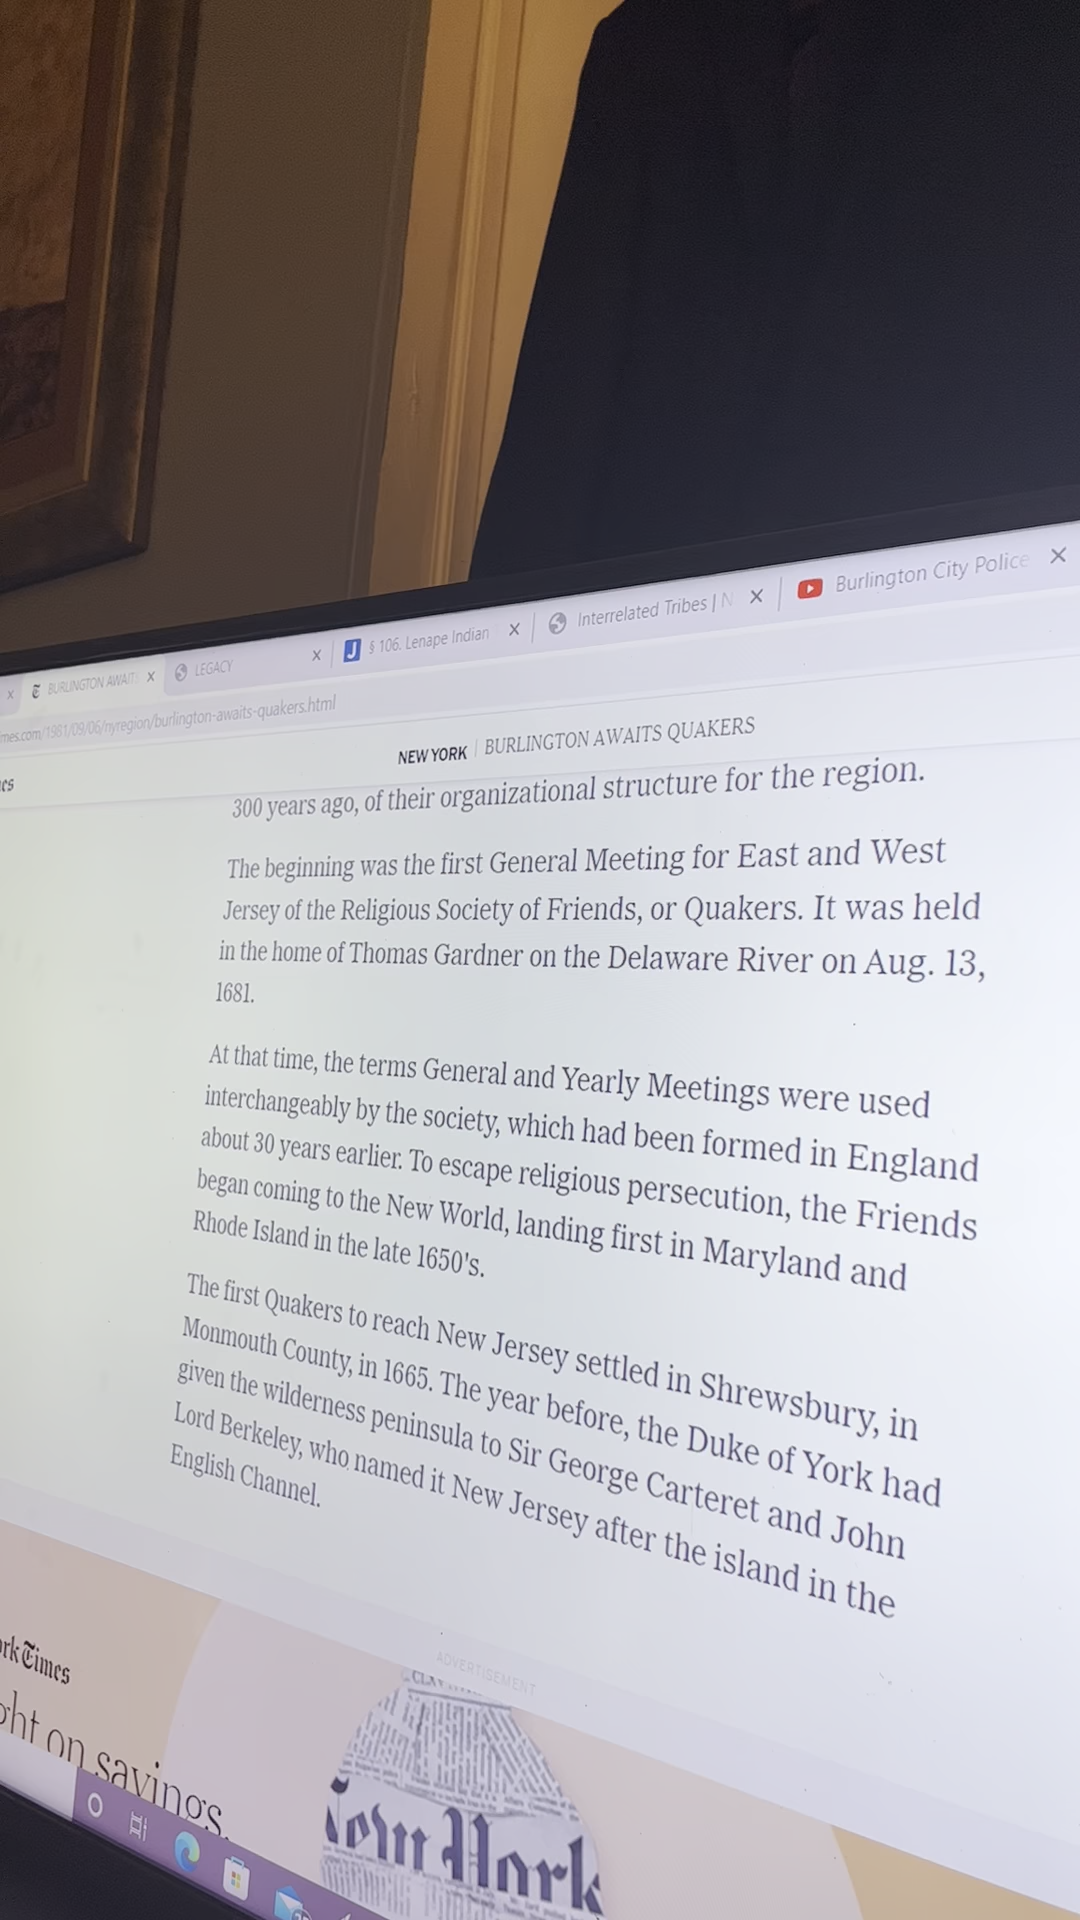 BURLINGTON AWAIT
LEGACY
§ 106. Lenape Indian
Interrelated Tribes | N
Burlington City Police
mes.com/1981/09/06/nyregion/burlington-awaits-quakers.html
NEW YORK | BURLINGTON AWAITS QUAKERS
300 years ago, of their organizational structure for the region.
The beginning was the first General Meeting for East and West
Jersey of the Religious Society of Friends, or Quakers. It was held
in the home of Thomas Gardner on the Delaware River on Aug. 13,
1681.
At that time, the terms General and Yearly Meetings were used
interchangeably by the society, which had been formed in England
about 30 years earlier. To escape religious persecution, the Friends
began coming to the New World, landing first in Maryland and
Rhode Island in the late 1650's.
The first Quakers to reach New Jersey settled in Shrewsbury, in
Monmouth County, in 1665. The year before, the Duke of York had
given the wilderness peninsula to Sir George Carteret and John
Lord Berkeley, who named it New Jersey after the island in the
English Channel.
ADVERTISEMENT
ork Times
ght on savings.
New York